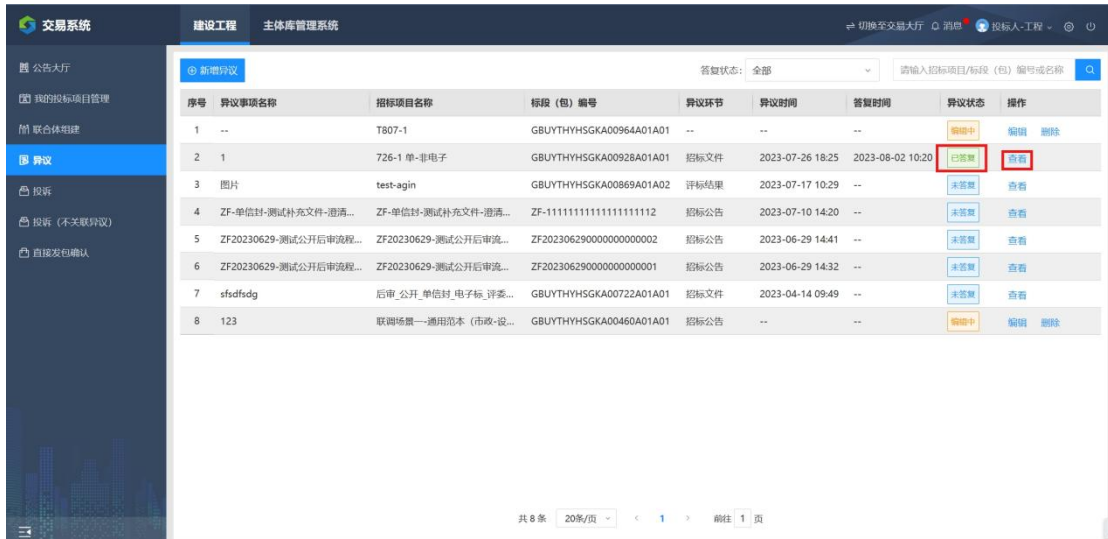 交易系统 建设工程 主体库管理系统 切换至交易大厅 消息 投标人-工程
公告大厅
我的投标项目管理
联合体组建
异议
投诉
投诉（不关联异议）
直接发包确认
新增异议 答复状态： 全部 请输入招标项目/标段（包）编号或名称
序号 异议事项名称 招标项目名称 标段（包）编号 异议环节 异议时间 答复时间 异议状态 操作
1 -- T807-1 GBUYTHYHSGKA00964A01A01 -- -- -- 编辑中 编辑 删除
2 1 726-1 单-非电子 GBUYTHYHSGKA00928A01A01 招标文件 2023-07-26 18:25 2023-08-02 10:20 已答复 查看
3 图片 test-agin GBUYTHYHSGKA00869A01A02 评标结果 2023-07-17 10:29 -- 未答复 查看
4 ZF-单信封-测试补充文件-澄清... ZF-单信封-测试补充文件-澄清... ZF-11111111111111111112 招标公告 2023-07-10 14:20 -- 未答复 查看
5 ZF20230629-测试公开后审流程... ZF20230629-测试公开后审流... ZF202306290000000000002 招标公告 2023-06-29 14:41 -- 未答复 查看
6 ZF20230629-测试公开后审流程... ZF20230629-测试公开后审流... ZF202306290000000000001 招标公告 2023-06-29 14:32 -- 未答复 查看
7 sfsdfsdg 后审_公开_单信封_电子标_评委... GBUYTHYHSGKA00722A01A01 招标文件 2023-04-14 09:49 -- 未答复 查看
8 123 联调场景一-通用范本（市政-设... GBUYTHYHSGKA00460A01A01 招标公告 -- -- 编辑中 编辑 删除
共 8 条 20条/页 < 1 > 前往 1 页